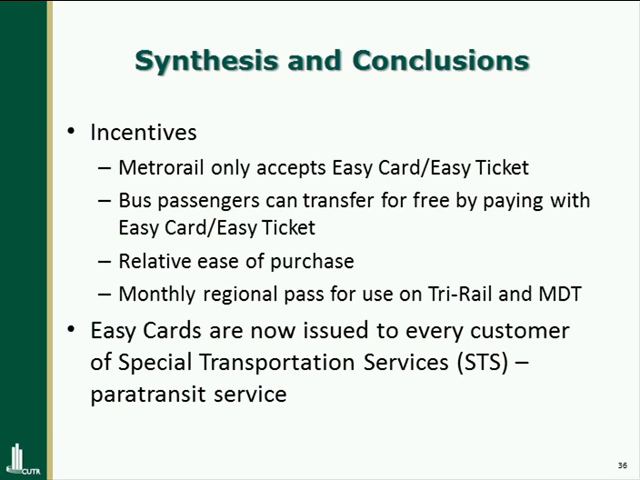 Synthesis and Conclusions
• Incentives
– Metrorail only accepts Easy Card/Easy Ticket
– Bus passengers can transfer for free by paying with
Easy Card/Easy Ticket
– Relative ease of purchase
– Monthly regional pass for use on Tri-Rail and MDT
• Easy Cards are now issued to every customer
of Special Transportation Services (STS) –
paratransit service
CUTR
36